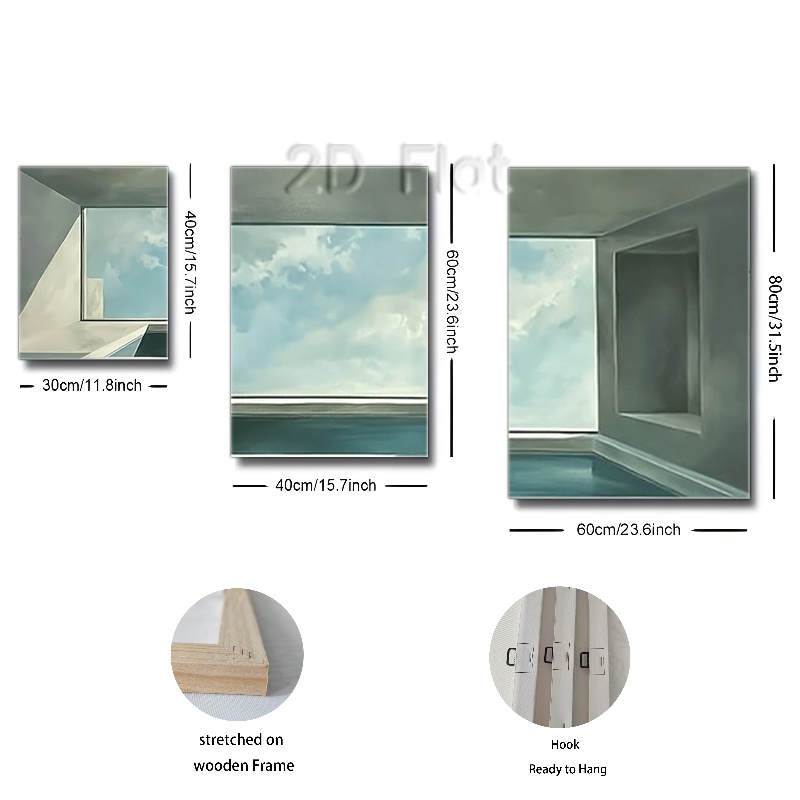 2D Flat
40cm/15.7inch
60cm/23.6inch
80cm/31.5inch
30cm/11.8inch
40cm/15.7inch
60cm/23.6inch
stretched on
wooden Frame
Hook
Ready to Hang